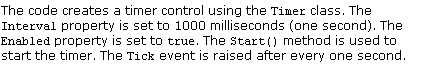 The code creates a timer control using the Timer class. The
Interval property is set to 1000 milliseconds (one second). The
Enabled property is set to true. The Start() method is used to
start the timer. The Tick event is raised after every one second.